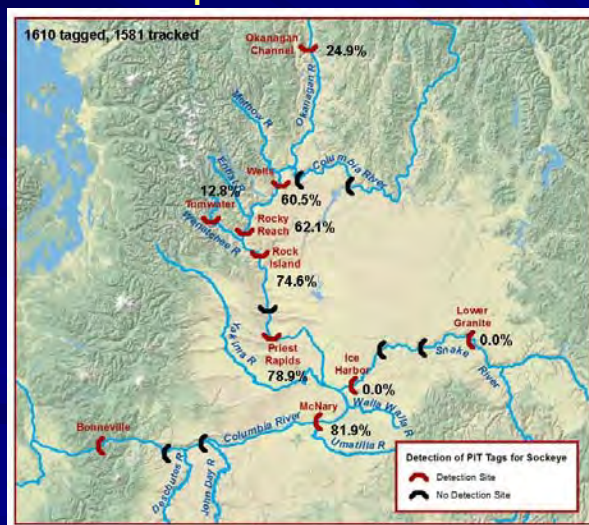 1610 tagged, 1581 tracked
Okanagan
Channel
24.9%
Okanagan R
Methow R
Columbia River
Wells
Entiat R
12.8%
60.5%
Tumwater
Rocky
Reach
62.1%
Wenatchee R
Rock
Island
74.6%
Lower
Granite
0.0%
Yakima R
Priest
Rapids
78.9%
Ice
Harbor
0.0%
Snake
River
Walla Walla R
McNary
81.9%
Columbia River
Umatilla R
Bonneville
Deschutes R
John Day R
Detection of PIT Tags for Sockeye
Detection Site
No Detection Site